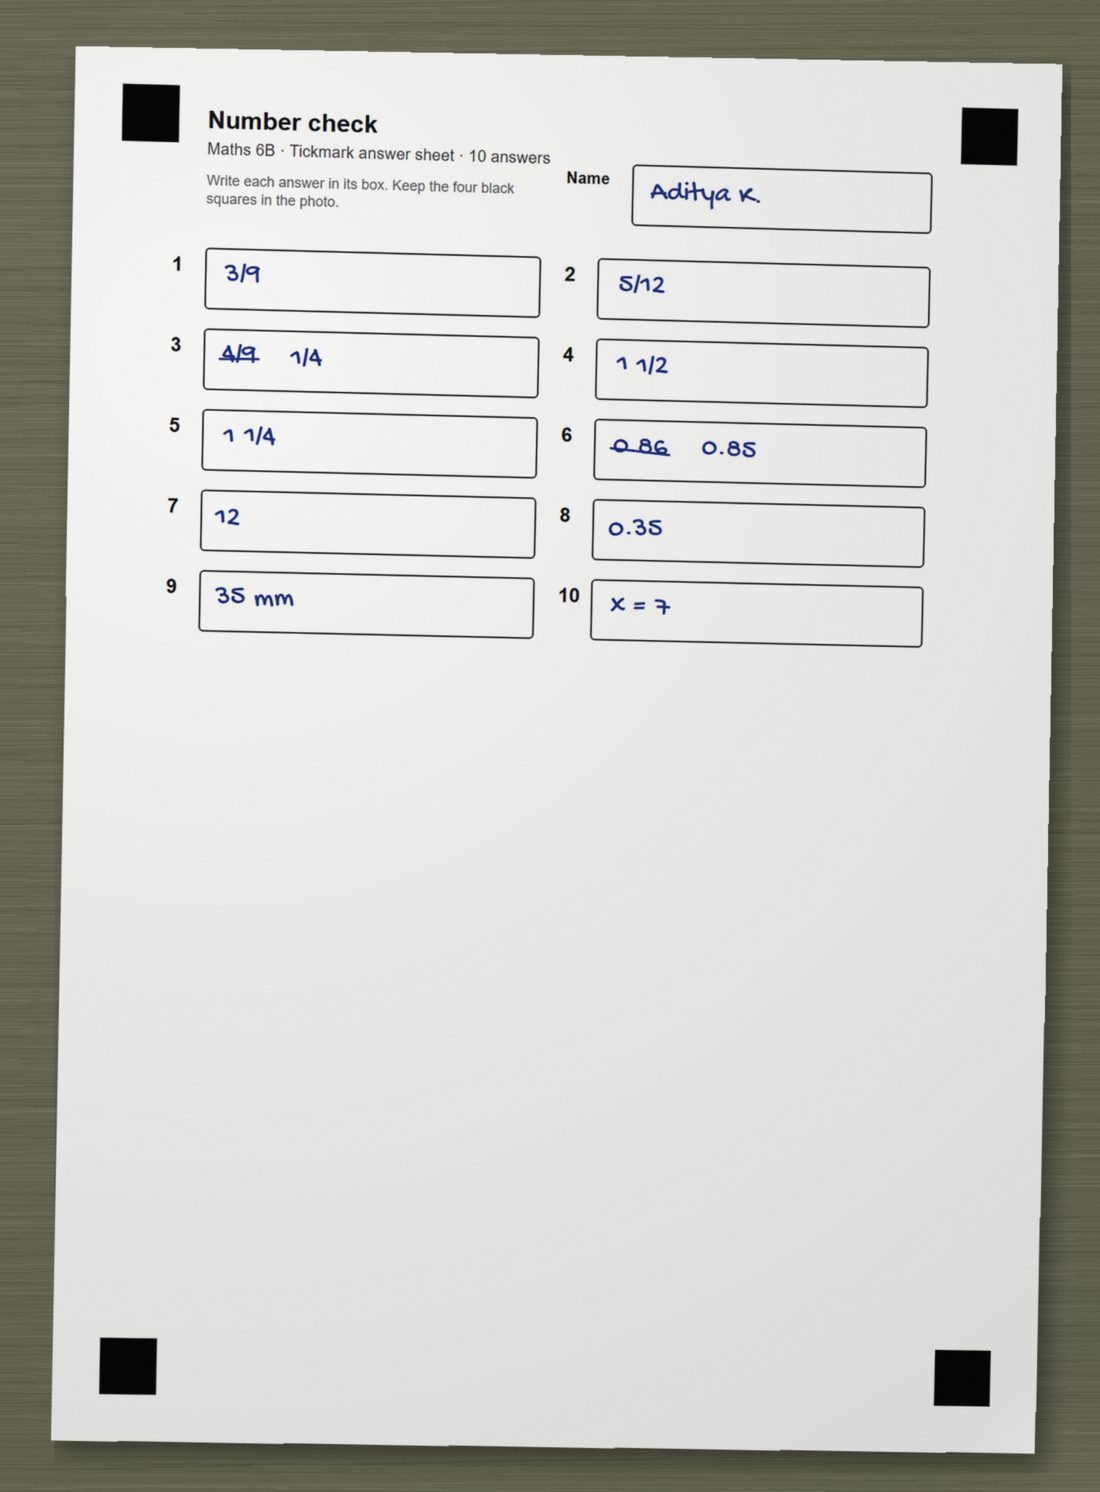 Number check
Maths 6B · Tickmark answer sheet · 10 answers
Write each answer in its box. Keep the four black
squares in the photo.
Name Aditya K.
1 3/9
2 5/12
3 4/9 1/4
4 1 1/2
5 1 1/4
6 0.86 0.85
7 12
8 0.35
9 35 mm
10 x = 7